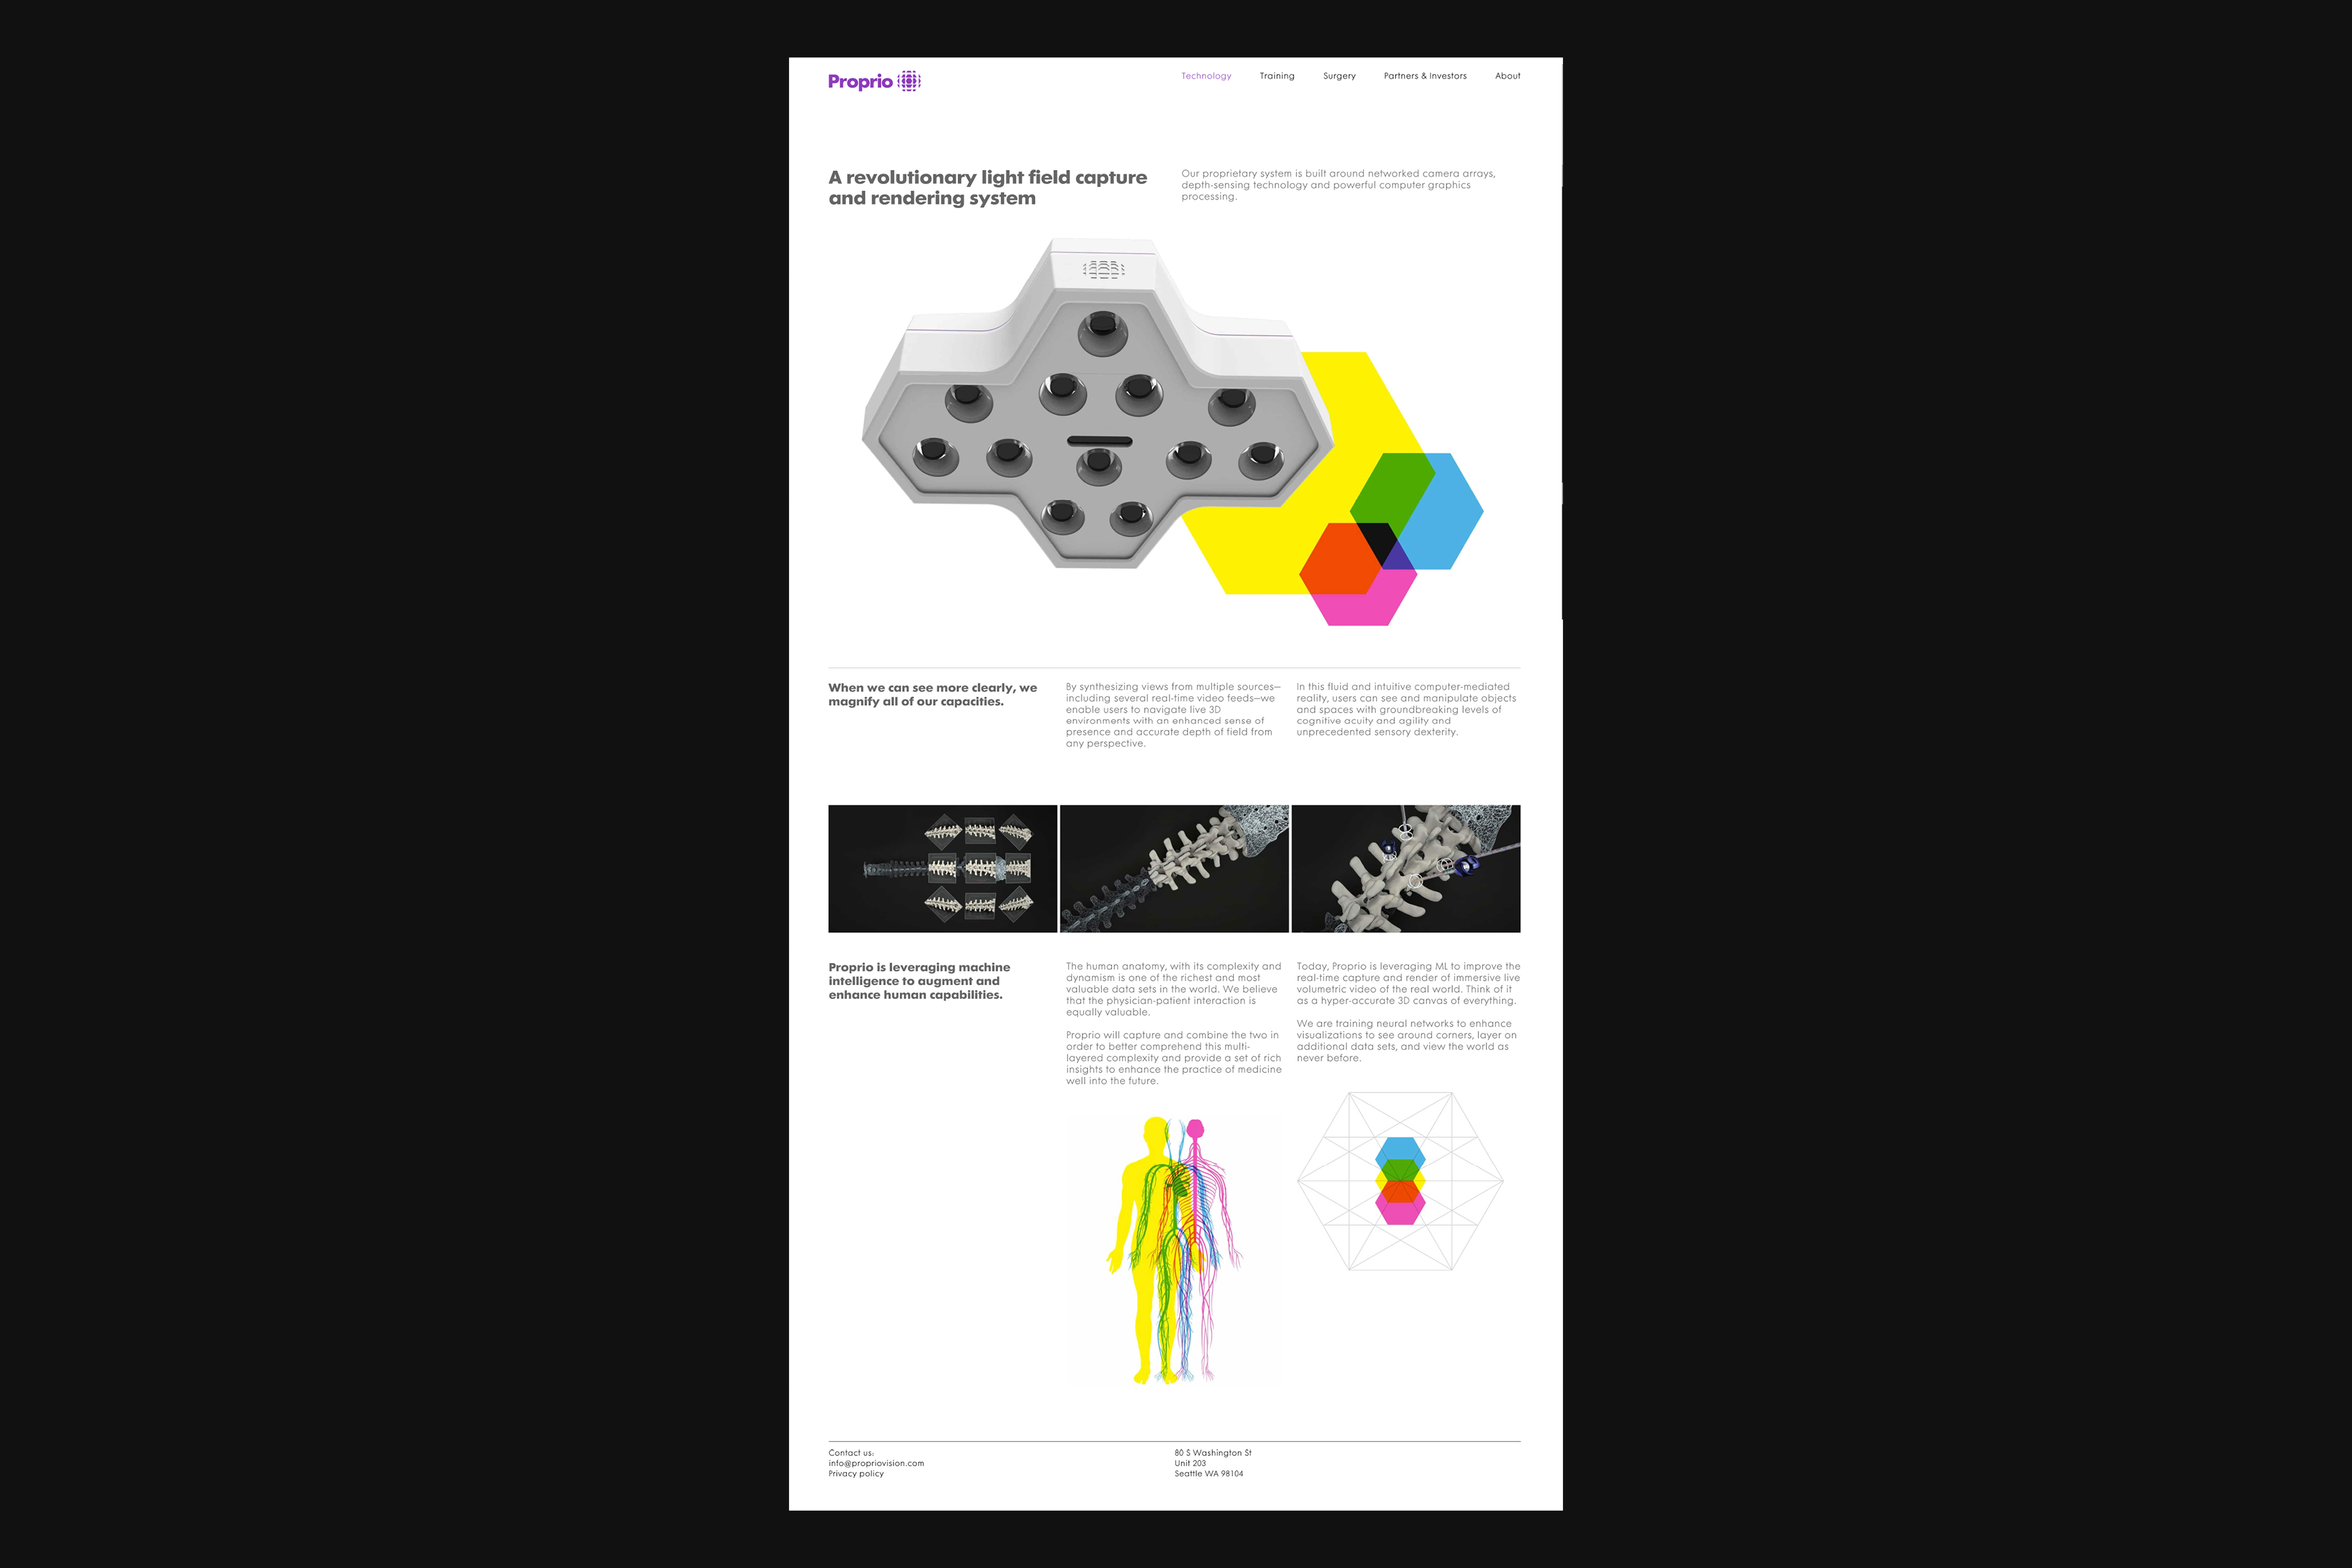 Proprio
Technology Training Surgery Partners & Investors About
A revolutionary light field capture
and rendering system
Our proprietary system is built around networked camera arrays,
depth-sensing technology and powerful computer graphics
processing.
When we can see more clearly, we
magnify all of our capacities.
By synthesizing views from multiple sources—
including several real-time video feeds—we
enable users to navigate live 3D
environments with an enhanced sense of
presence and accurate depth of field from
any perspective.
In this fluid and intuitive computer-mediated
reality, users can see and manipulate objects
and spaces with groundbreaking levels of
cognitive acuity and agility and
unprecedented sensory dexterity.
Proprio is leveraging machine
intelligence to augment and
enhance human capabilities.
The human anatomy, with its complexity and
dynamism is one of the richest and most
valuable data sets in the world. We believe
that the physician-patient interaction is
equally valuable.
Proprio will capture and combine the two in
order to better comprehend this multi-
layered complexity and provide a set of rich
insights to enhance the practice of medicine
well into the future.
Today, Proprio is leveraging ML to improve the
real-time capture and render of immersive live
volumetric video of the real world. Think of it
as a hyper-accurate 3D canvas of everything.
We are training neural networks to enhance
visualizations to see around corners, layer on
additional data sets, and view the world as
never before.
Contact us:
info@propriovision.com
Privacy policy
80 S Washington St
Unit 203
Seattle WA 98104